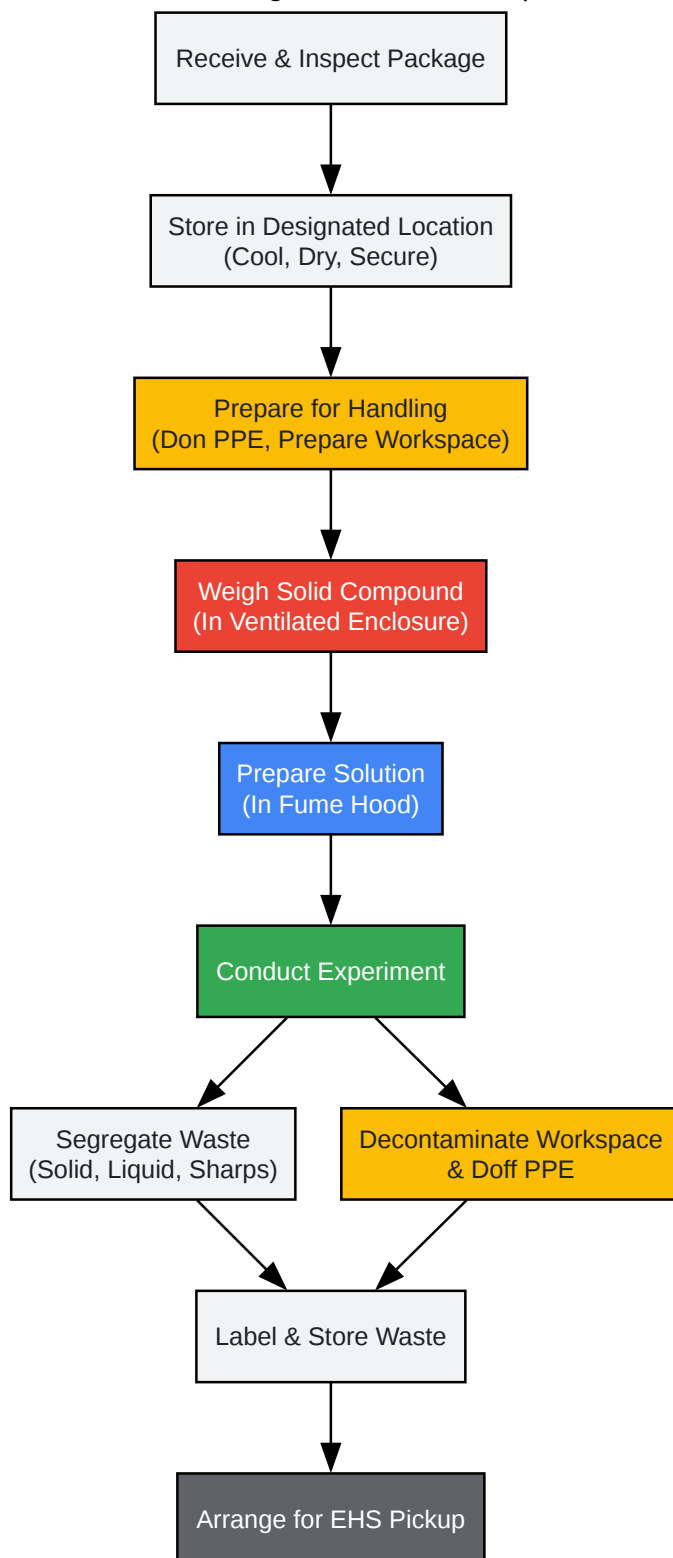 Receive & Inspect Package
Store in Designated Location
(Cool, Dry, Secure)
Prepare for Handling
(Don PPE, Prepare Workspace)
Weigh Solid Compound
(In Ventilated Enclosure)
Prepare Solution
(In Fume Hood)
Conduct Experiment
Segregate Waste
(Solid, Liquid, Sharps)
Decontaminate Workspace
& Doff PPE
Label & Store Waste
Arrange for EHS Pickup